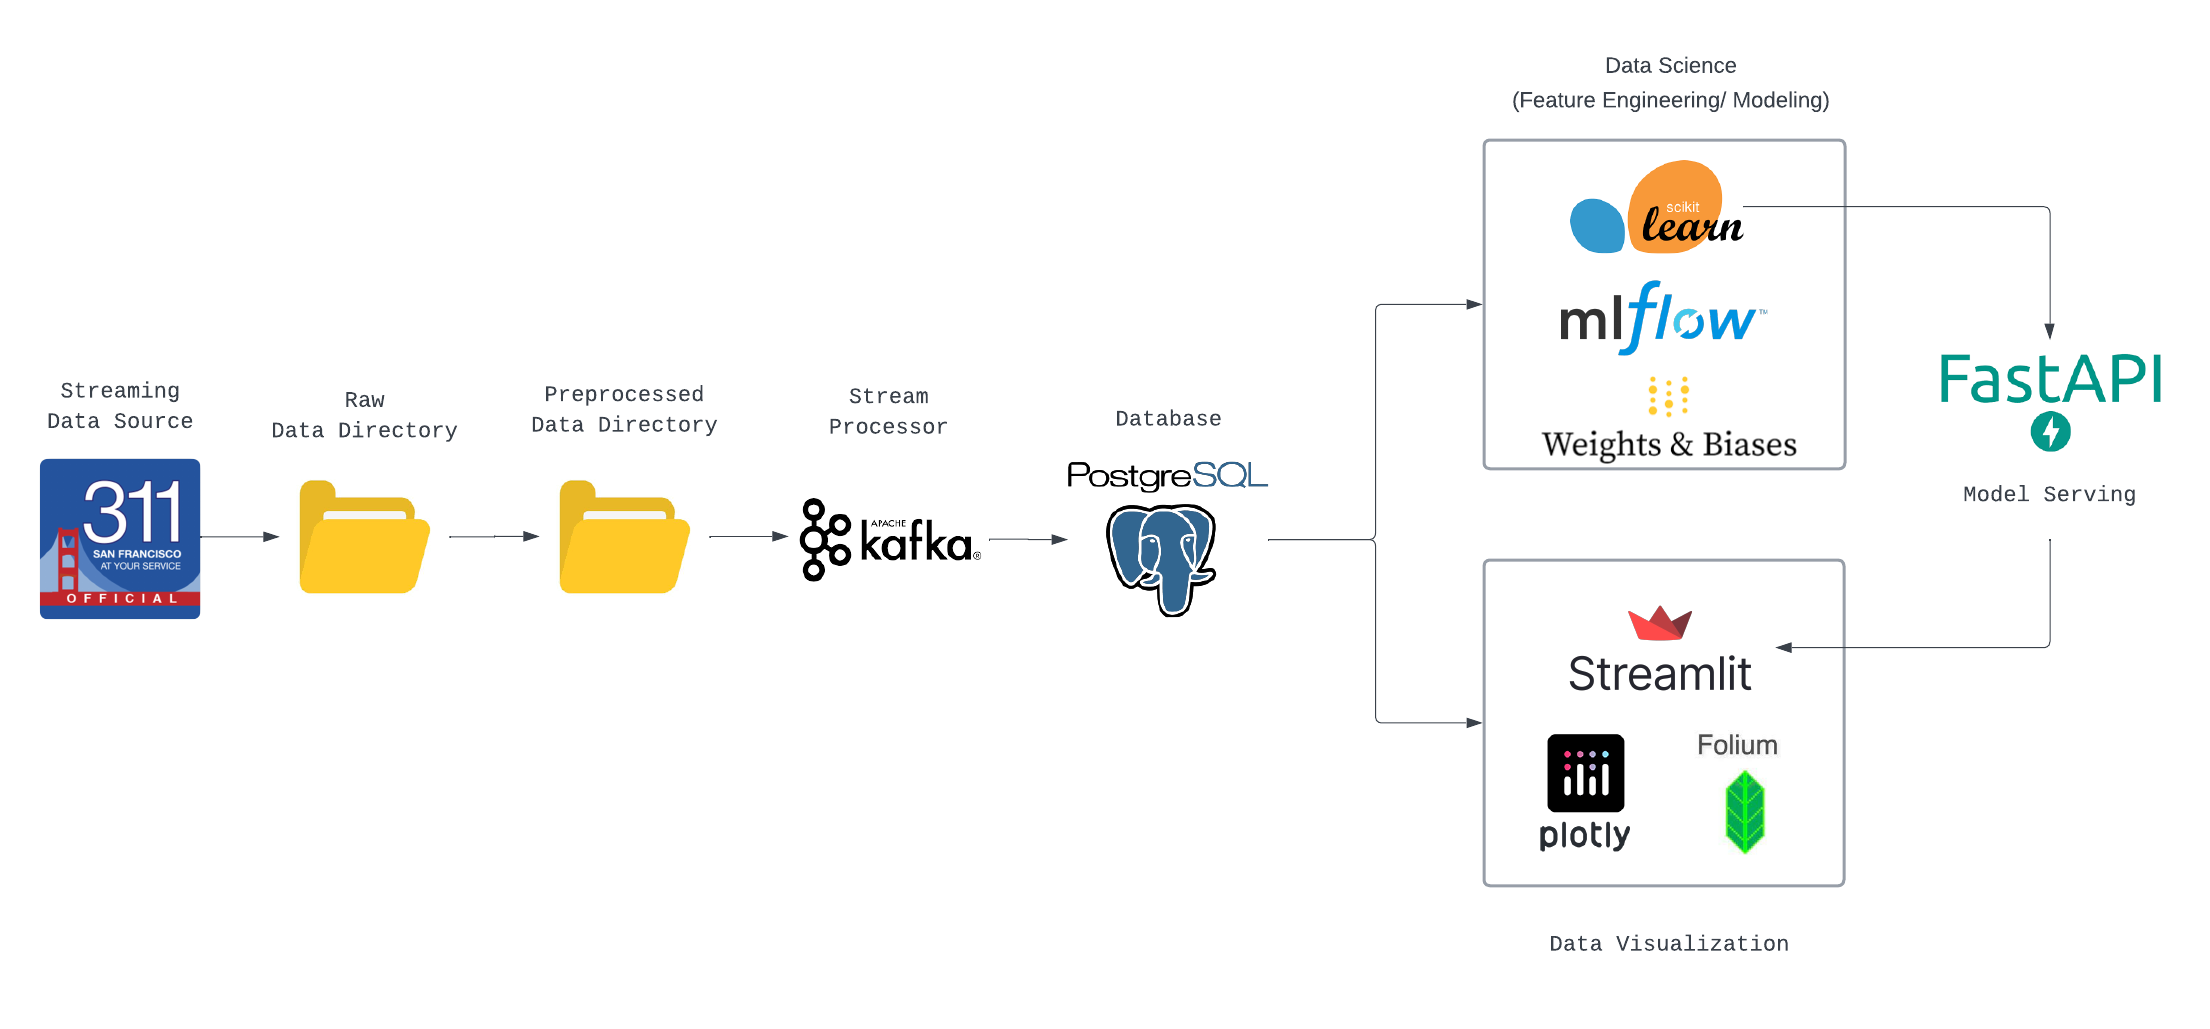 Streaming
Data Source
311
SAN FRANCISCO
AT YOUR SERVICE
OFFICIAL
Raw
Data Directory
Preprocessed
Data Directory
Stream
Processor
APACHE
kafka®
Database
PostgreSQL
Data Science
(Feature Engineering/ Modeling)
scikit
learn
mlflow™
Weights & Biases
FastAPI
Model Serving
Streamlit
plotly
Folium
Data Visualization